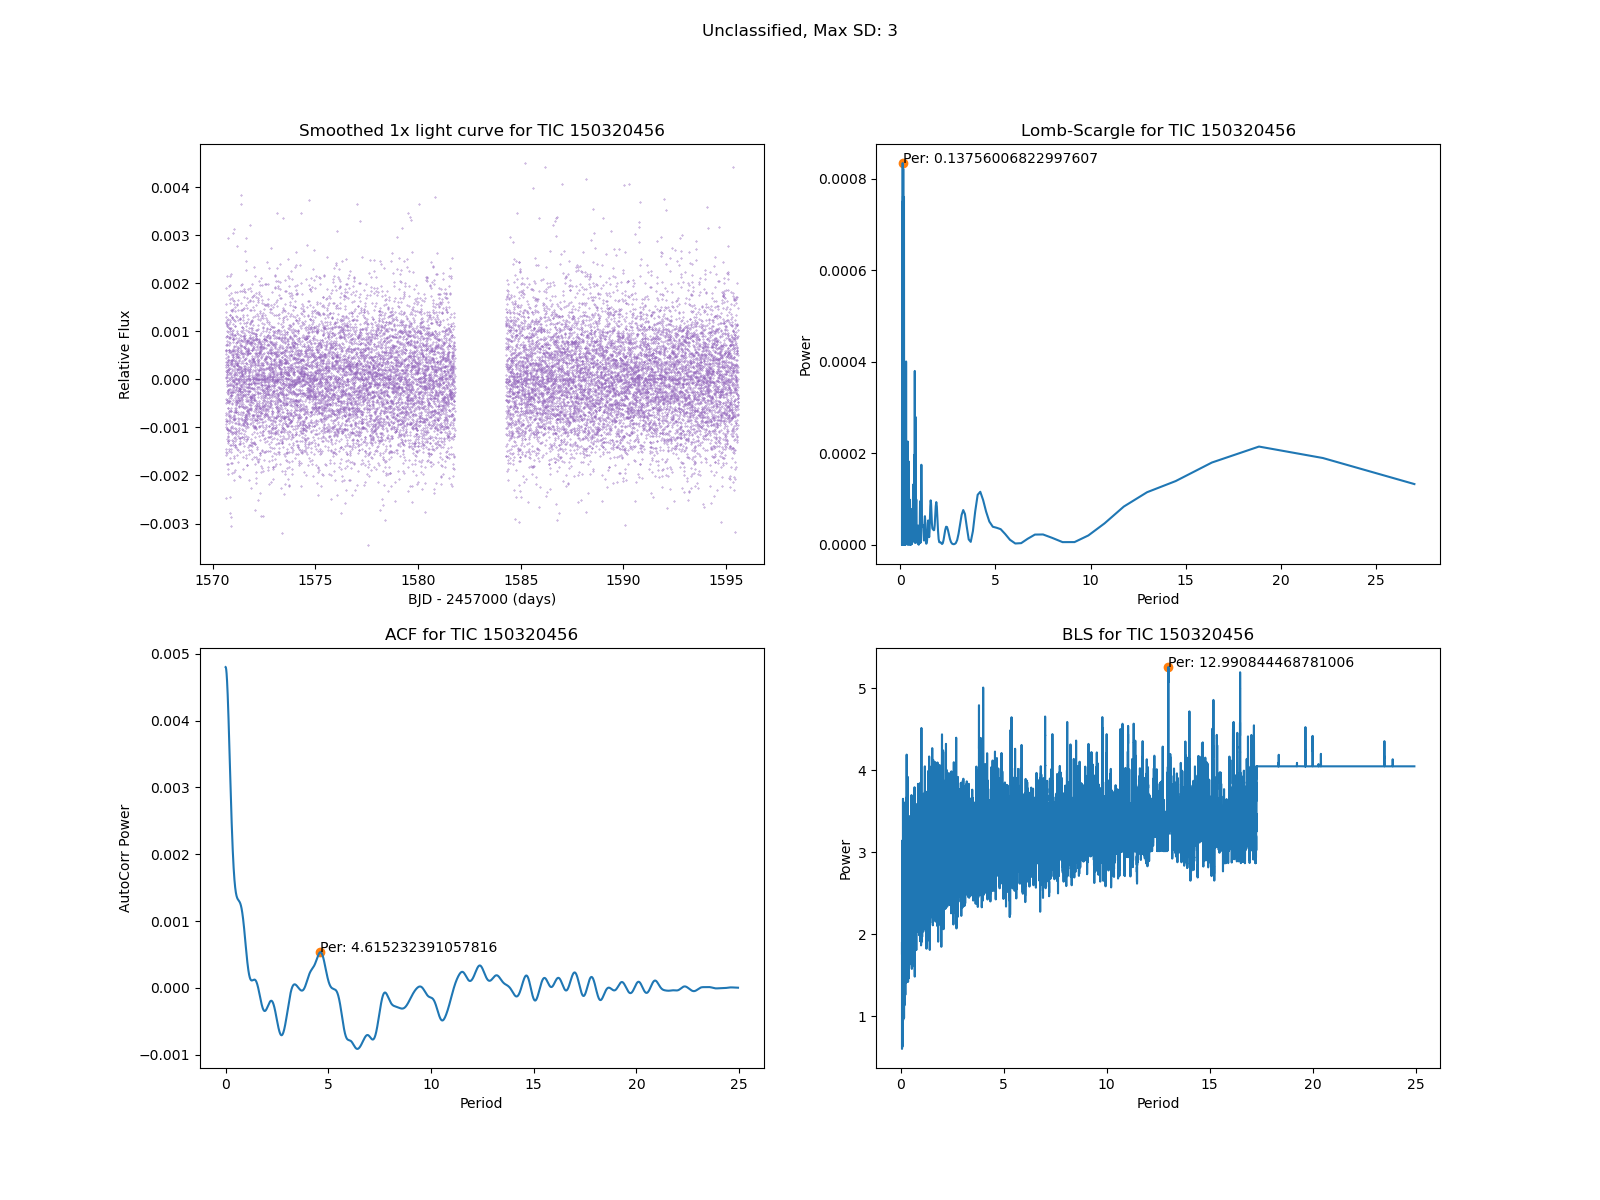 Unclassified, Max SD: 3
Smoothed 1x light curve for TIC 150320456
0.004
0.003
0.002
0.001
0.000
−0.001
−0.002
−0.003
Relative Flux
1570 1575 1580 1585 1590 1595
BJD - 2457000 (days)
Lomb-Scargle for TIC 150320456
Per: 0.13756006822997607
0.0008
0.0006
0.0004
0.0002
0.0000
Power
0 5 10 15 20 25
Period
ACF for TIC 150320456
0.005
0.004
0.003
0.002
0.001
0.000
−0.001
AutoCorr Power
Per: 4.615232391057816
0 5 10 15 20 25
Period
BLS for TIC 150320456
Per: 12.990844468781006
5
4
3
2
1
Power
0 5 10 15 20 25
Period